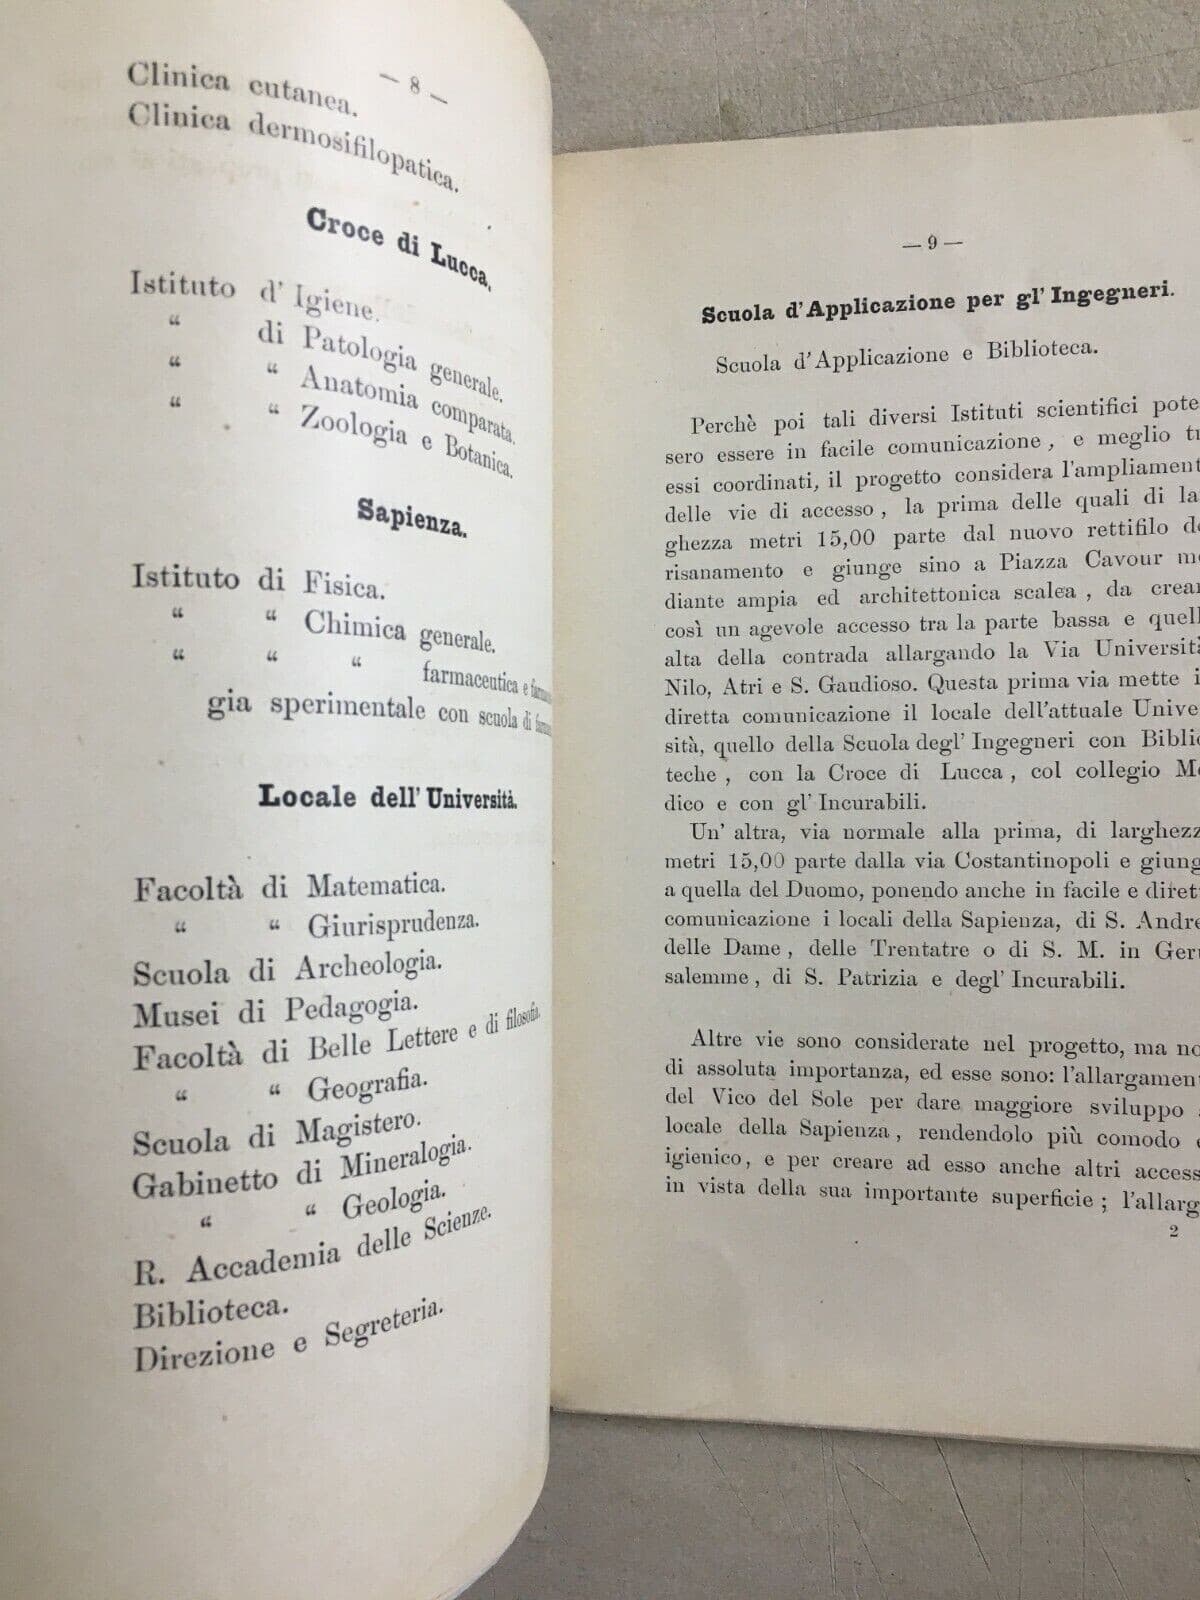 — 8 —
Clinica cutanea.
Clinica dermosifilopatica.
Croce di Lucca.
Istituto d' Igiene.
“ di Patologia generale.
“ “ Anatomia comparata.
“ “ Zoologia e Botanica.
Sapienza.
Istituto di Fisica.
“ “ Chimica generale.
“ “ “ farmaceutica e
gia sperimentale con scuola di
Locale dell' Università.
Facoltà di Matematica.
“ “ Giurisprudenza.
Scuola di Archeologia.
Musei di Pedagogia.
Facoltà di Belle Lettere e di filosofia.
“ “ Geografia.
Scuola di Magistero.
Gabinetto di Mineralogia.
“ “ Geologia.
R. Accademia delle Scienze.
Biblioteca.
Direzione e Segreteria.
— 9 —
Scuola d'Applicazione per gl' Ingegneri.
Scuola d'Applicazione e Biblioteca.
Perchè poi tali diversi Istituti scientifici pote
sero essere in facile comunicazione, e meglio tr
essi coordinati, il progetto considera l'ampliament
delle vie di accesso, la prima delle quali di la
ghezza metri 15,00 parte dal nuovo rettifilo de
risanamento e giunge sino a Piazza Cavour me
diante ampia ed architettonica scalea, da crear
così un agevole accesso tra la parte bassa e quell
alta della contrada allargando la Via Universit
Nilo, Atri e S. Gaudioso. Questa prima via mette i
diretta comunicazione il locale dell'attuale Unive
sità, quello della Scuola degl' Ingegneri con Bibli
teche, con la Croce di Lucca, col collegio Me
dico e con gl' Incurabili.
Un' altra, via normale alla prima, di larghezz
metri 15,00 parte dalla via Costantinopoli e giung
a quella del Duomo, ponendo anche in facile e dirett
comunicazione i locali della Sapienza, di S. Andre
delle Dame, delle Trentatre o di S. M. in Geru
salemme, di S. Patrizia e degl' Incurabili.
Altre vie sono considerate nel progetto, ma no
di assoluta importanza, ed esse sono: l'allargament
del Vico del Sole per dare maggiore sviluppo
locale della Sapienza, rendendolo più comodo e
igienico, e per creare ad esso anche altri access
in vista della sua importante superficie; l'allarg
2